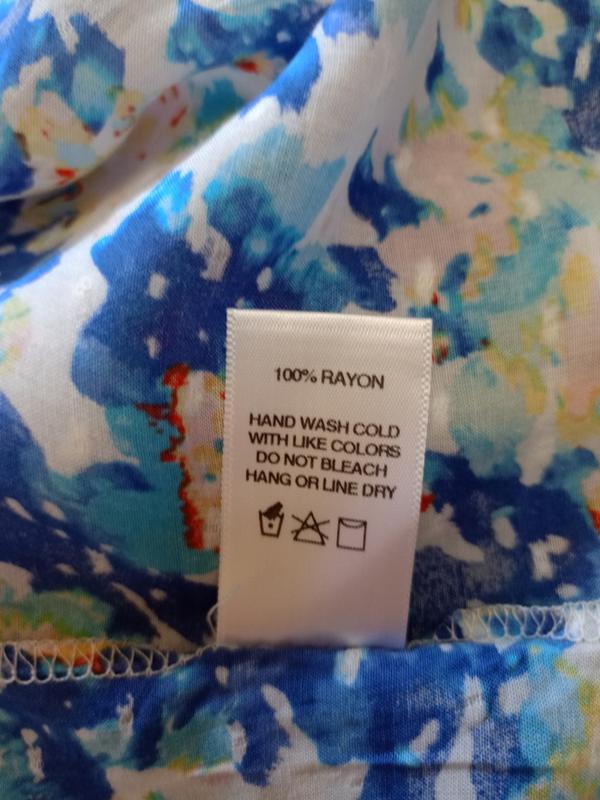 100% RAYON
HAND WASH COLD
WITH LIKE COLORS
DO NOT BLEACH
HANG OR LINE DRY